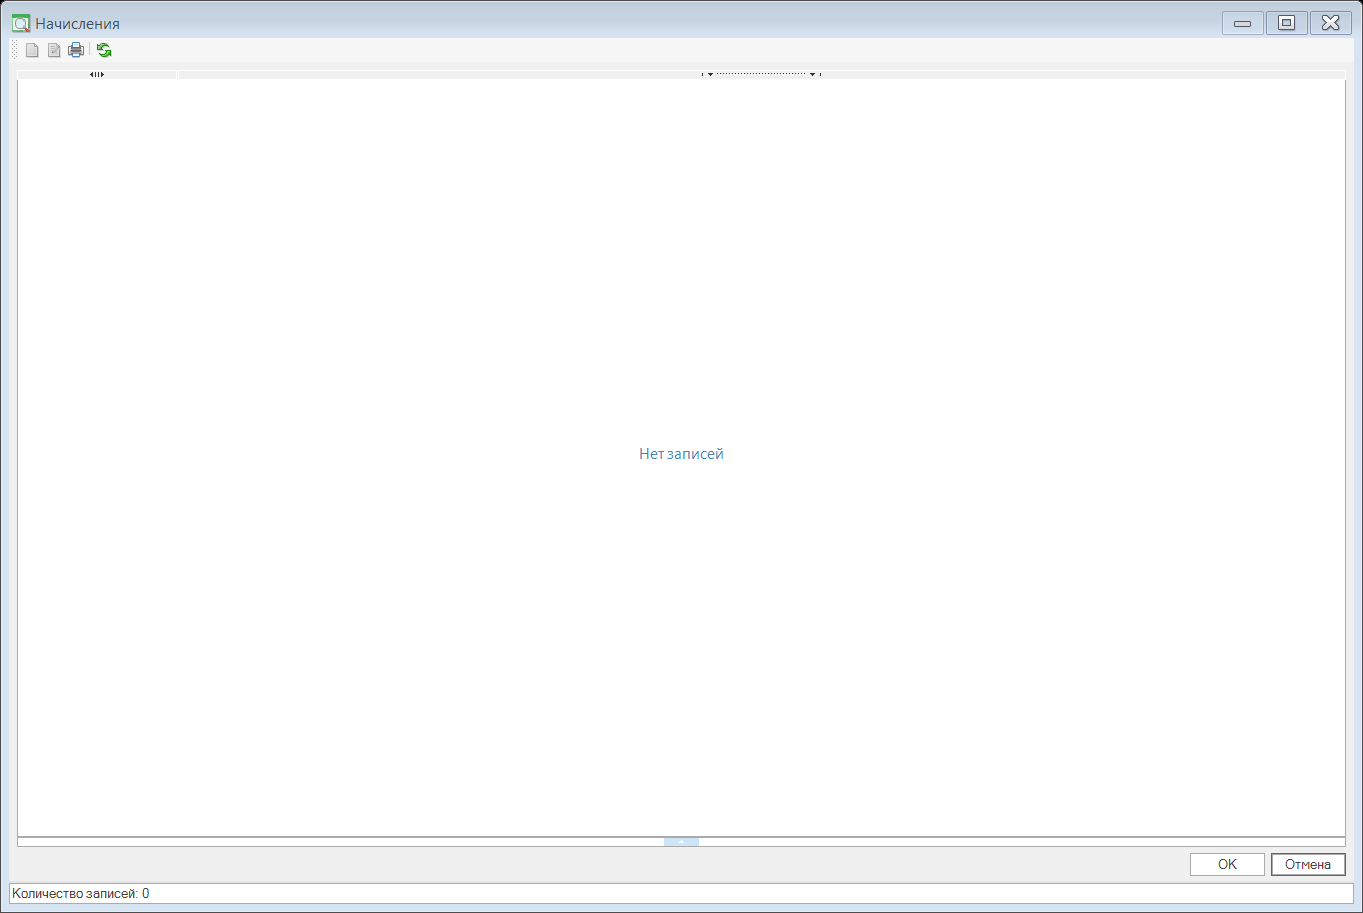 Начисления
Нет записей
OK
Отмена
Количество записей: 0